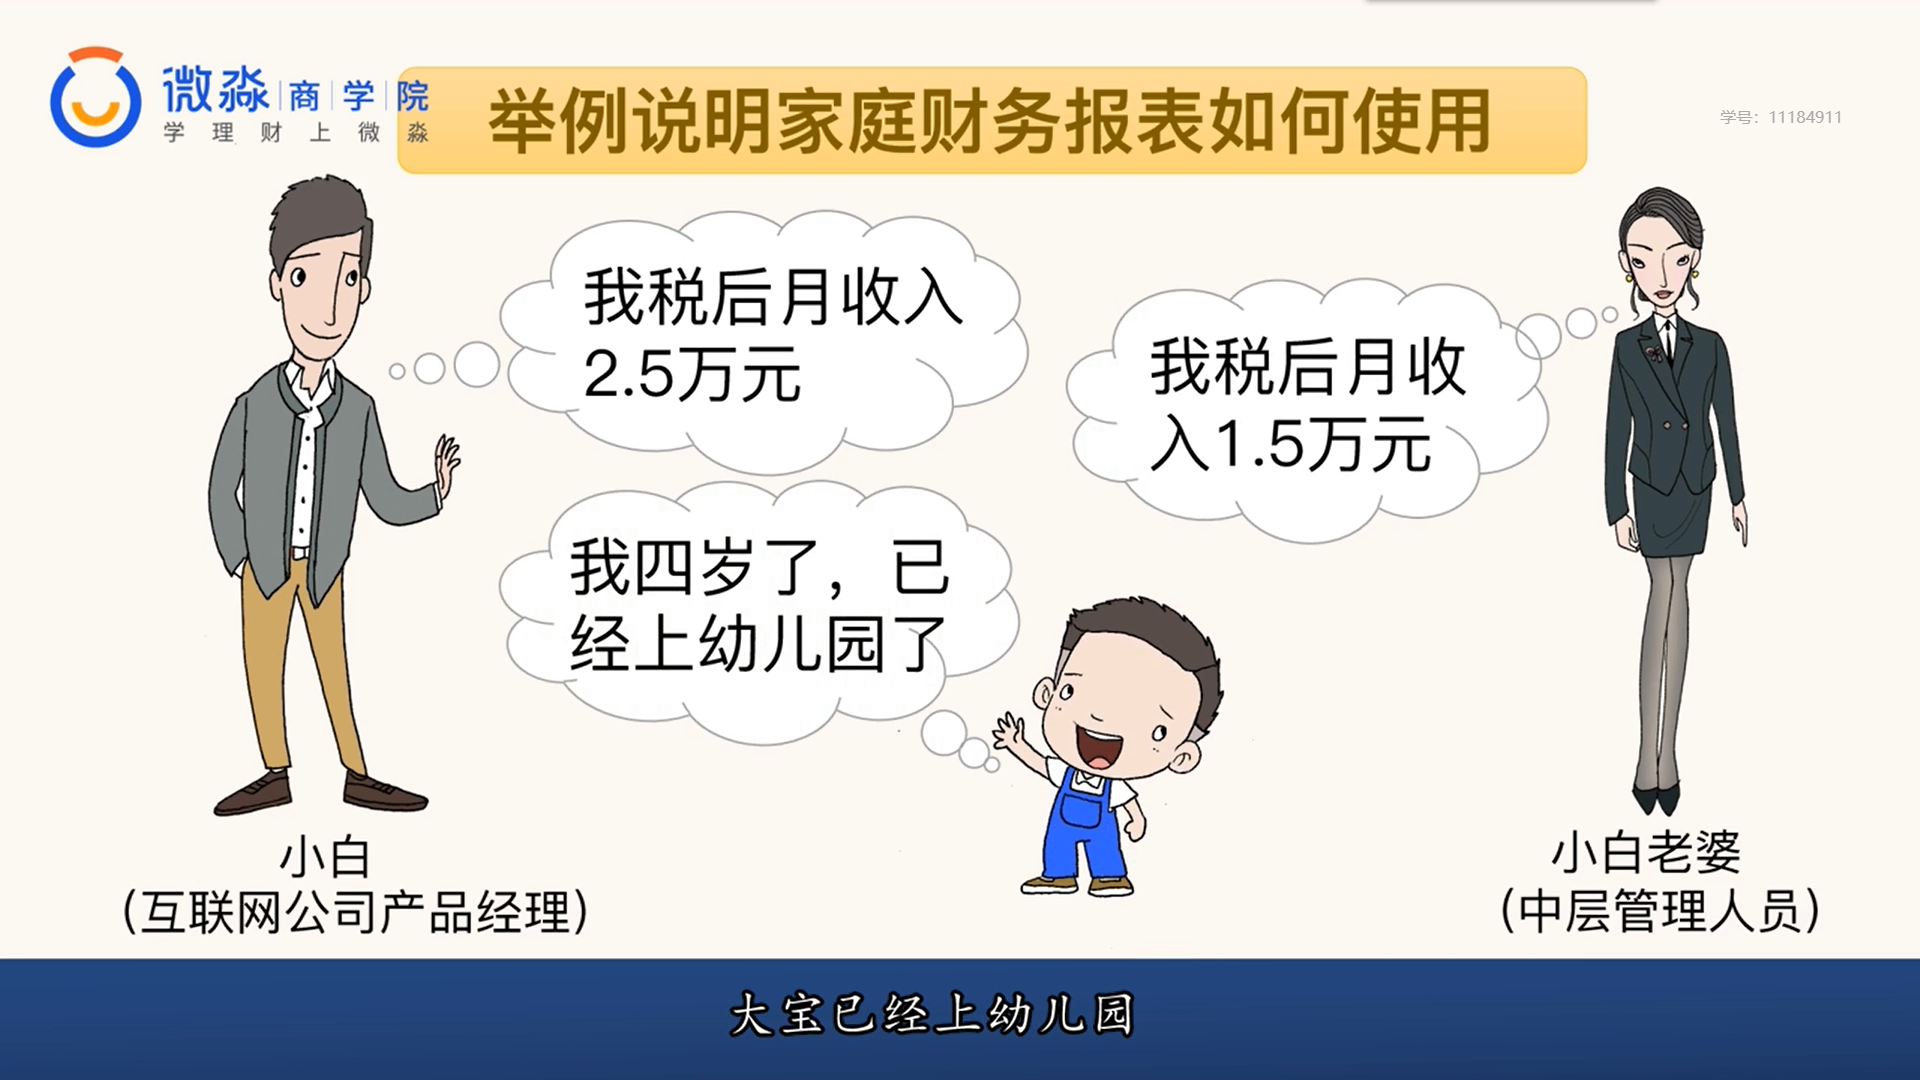 微淼商学院
学理财上微淼
举例说明家庭财务报表如何使用
学号：11184911
我税后月收入
2.5万元
我税后月收
入1.5万元
我四岁了，已
经上幼儿园了
小白
（互联网公司产品经理）
小白老婆
（中层管理人员）
大宝已经上幼儿园